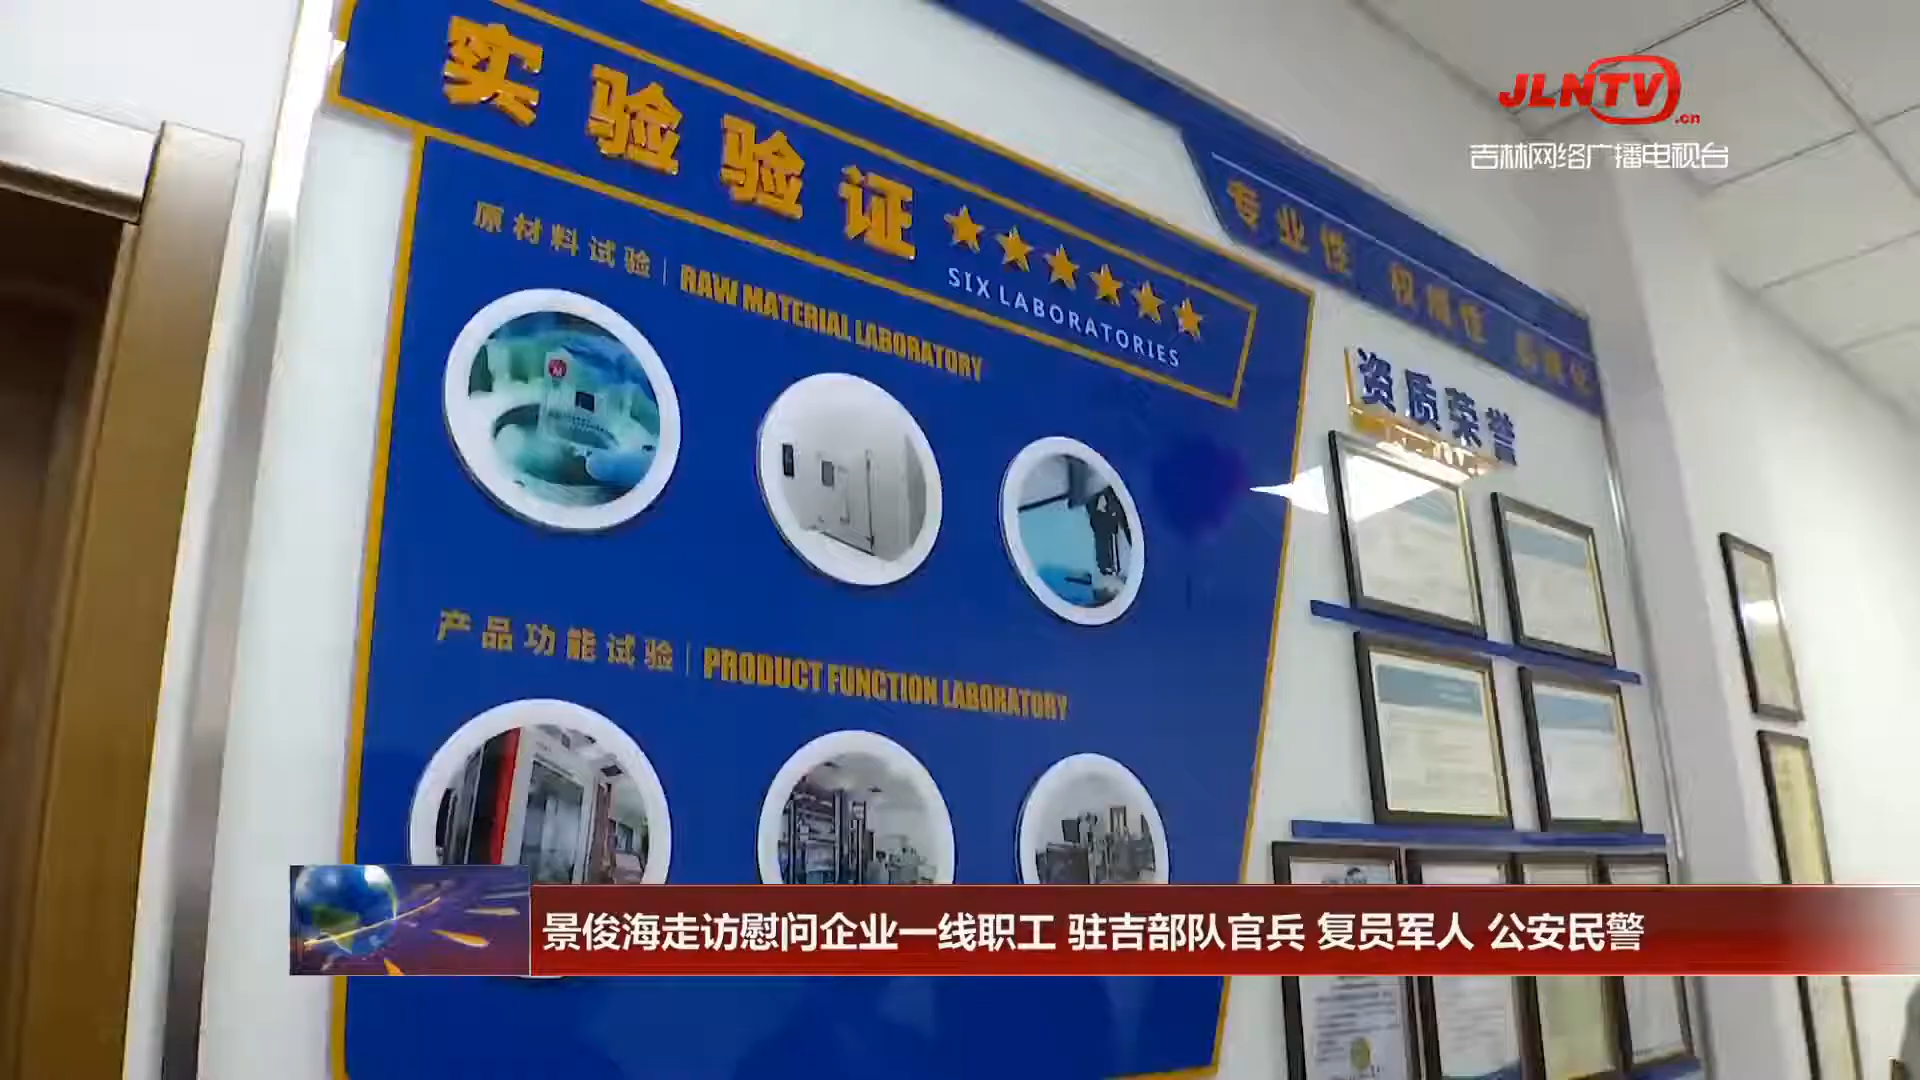 JLNTV.cn
吉林网络广播电视台
实验验证
SIX LABORATORIES
专业性 权威性
原材料试验 | RAW MATERIAL LABORATORY
资质荣誉
产品功能试验 | PRODUCT FUNCTION LABORATORY
景俊海走访慰问企业一线职工 驻吉部队官兵 复员军人 公安民警